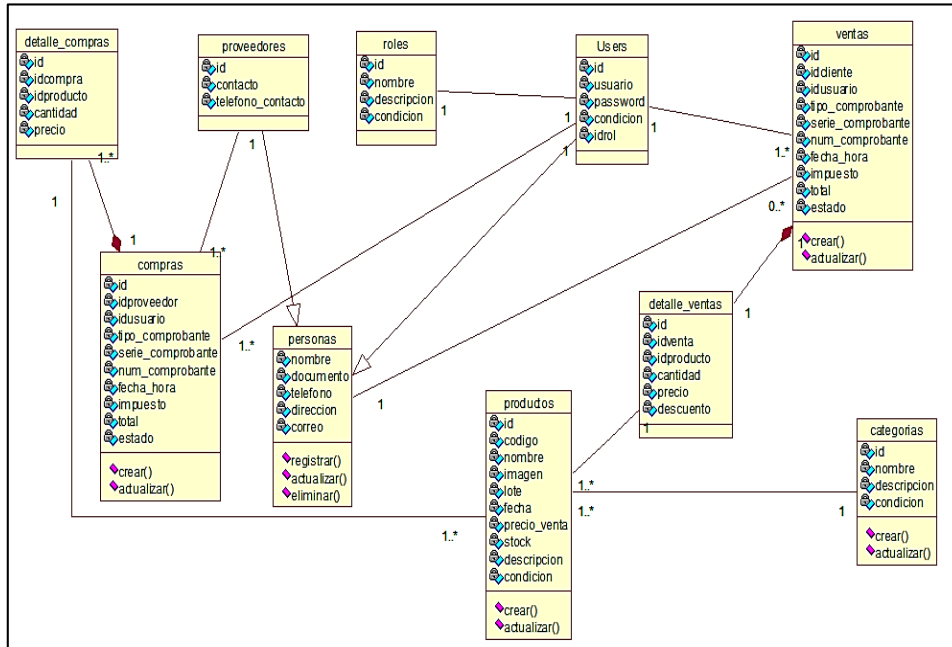 detalle_compras
id
idcompra
idproducto
cantidad
precio
proveedores
id
contacto
telefono_contacto
roles
id
nombre
descripcion
condicion
Users
id
usuario
password
condicion
idrol
ventas
id
idcliente
idusuario
tipo_comprobante
serie_comprobante
num_comprobante
fecha_hora
impuesto
total
estado
crear()
actualizar()
1
1..*
1
1
1
1
1
1
1..*
0..*
1
1
1..*
compras
id
idproveedor
idusuario
tipo_comprobante
serie_comprobante
num_comprobante
fecha_hora
impuesto
total
estado
crear()
actualizar()
1..*
personas
nombre
documento
telefono
direccion
correo
registrar()
actualizar()
eliminar()
1
detalle_ventas
id
idventa
idproducto
cantidad
precio
descuento
1
1
productos
id
codigo
nombre
imagen
lote
fecha
precio_venta
stock
descripcion
condicion
crear()
actualizar()
1..*
1..*
1..*
1
categorias
id
nombre
descripcion
condicion
crear()
actualizar()